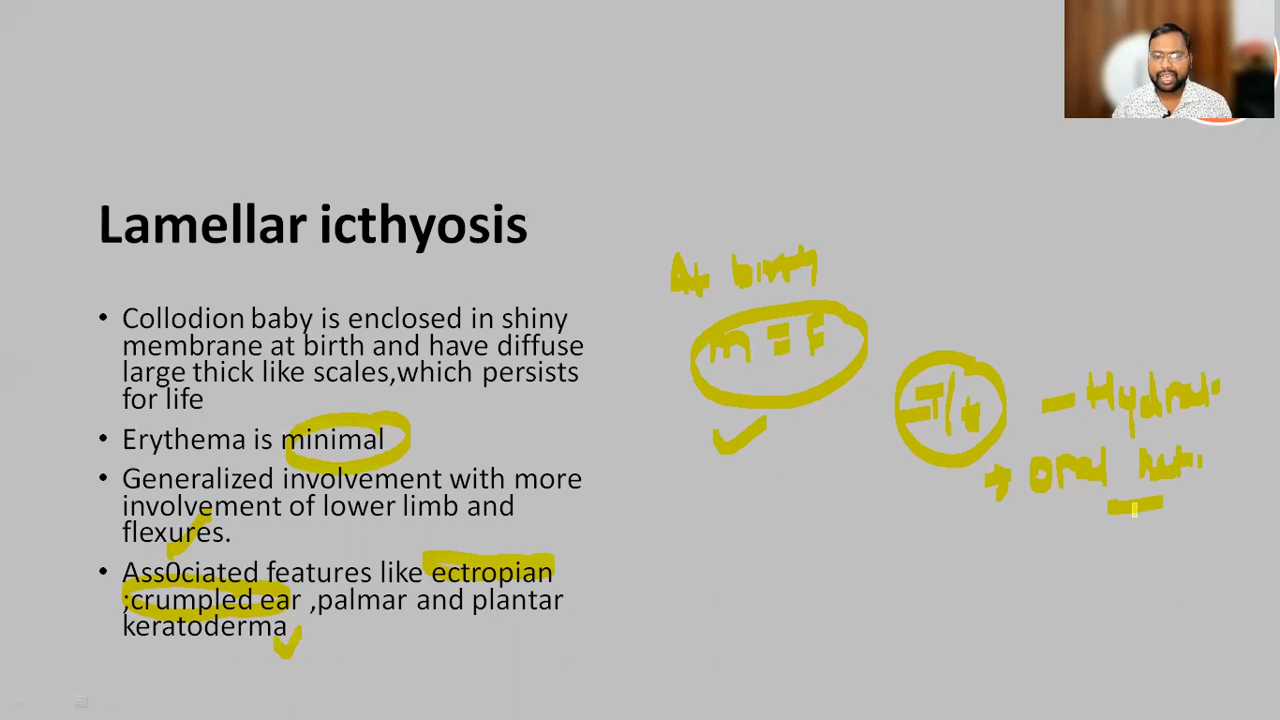 Lamellar icthyosis
• Collodion baby is enclosed in shiny
membrane at birth and have diffuse
large thick like scales,which persists
for life
• Erythema is minimal
• Generalized involvement with more
involvement of lower limb and
flexures.
• Ass0ciated features like ectropian
;crumpled ear ,palmar and plantar
keratoderma
At birth
m = F
T/t
oral